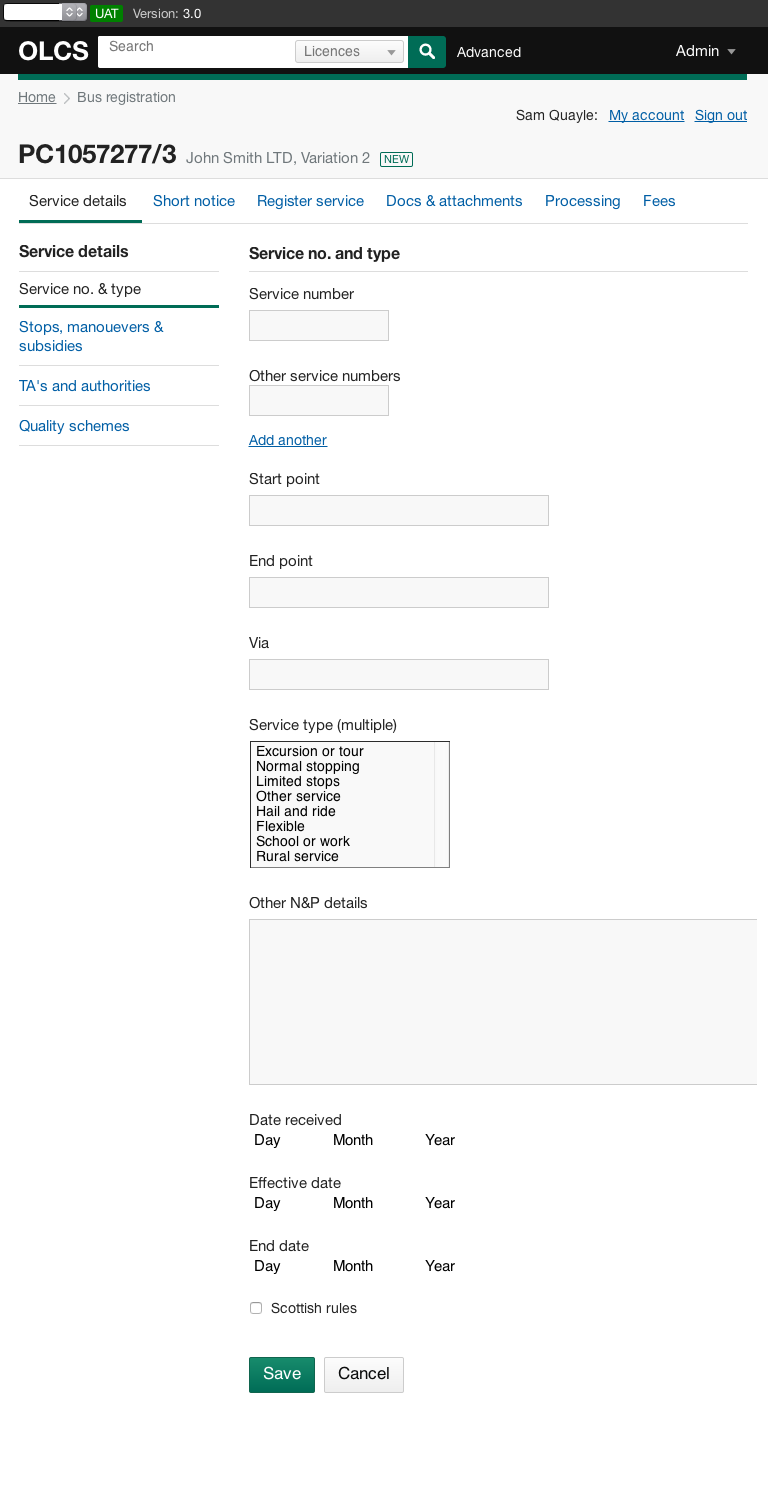 UAT Version: 3.0
OLCS Search Licences Advanced Admin
Home Bus registration
Sam Quayle: My account Sign out
PC1057277/3 John Smith LTD, Variation 2 NEW
Service details Short notice Register service Docs & attachments Processing Fees
Service details
Service no. & type
Stops, manouevers &
subsidies
TA's and authorities
Quality schemes
Service no. and type
Service number
Other service numbers
Add another
Start point
End point
Via
Service type (multiple)
Excursion or tour
Normal stopping
Limited stops
Other service
Hail and ride
Flexible
School or work
Rural service
Other N&P details
Date received
Day Month Year
Effective date
Day Month Year
End date
Day Month Year
Scottish rules
Save Cancel